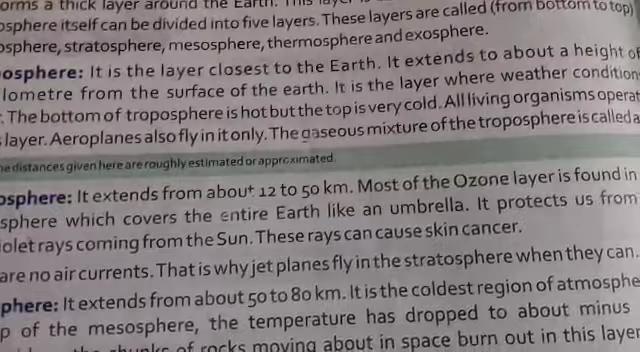 orms a thick layer around the Earth. This layer
osphere itself can be divided into five layers. These layers are called (from bottom to top)
osphere, stratosphere, mesosphere, thermosphere and exosphere.
osphere: It is the layer closest to the Earth. It extends to about a height of
lometre from the surface of the earth. It is the layer where weather condition
. The bottom of troposphere is hot but the top is very cold. All living organisms operat
layer. Aeroplanes also fly in it only. The gaseous mixture of the troposphere is called a
he distances given here are roughly estimated or approximated.
osphere: It extends from about 12 to 50 km. Most of the Ozone layer is found in
sphere which covers the entire Earth like an umbrella. It protects us from
iolet rays coming from the Sun. These rays can cause skin cancer.
are no air currents. That is why jet planes fly in the stratosphere when they can.
phere: It extends from about 50 to 80 km. It is the coldest region of atmosphe
p of the mesosphere, the temperature has dropped to about minus
the chunks of rocks moving about in space burn out in this layer